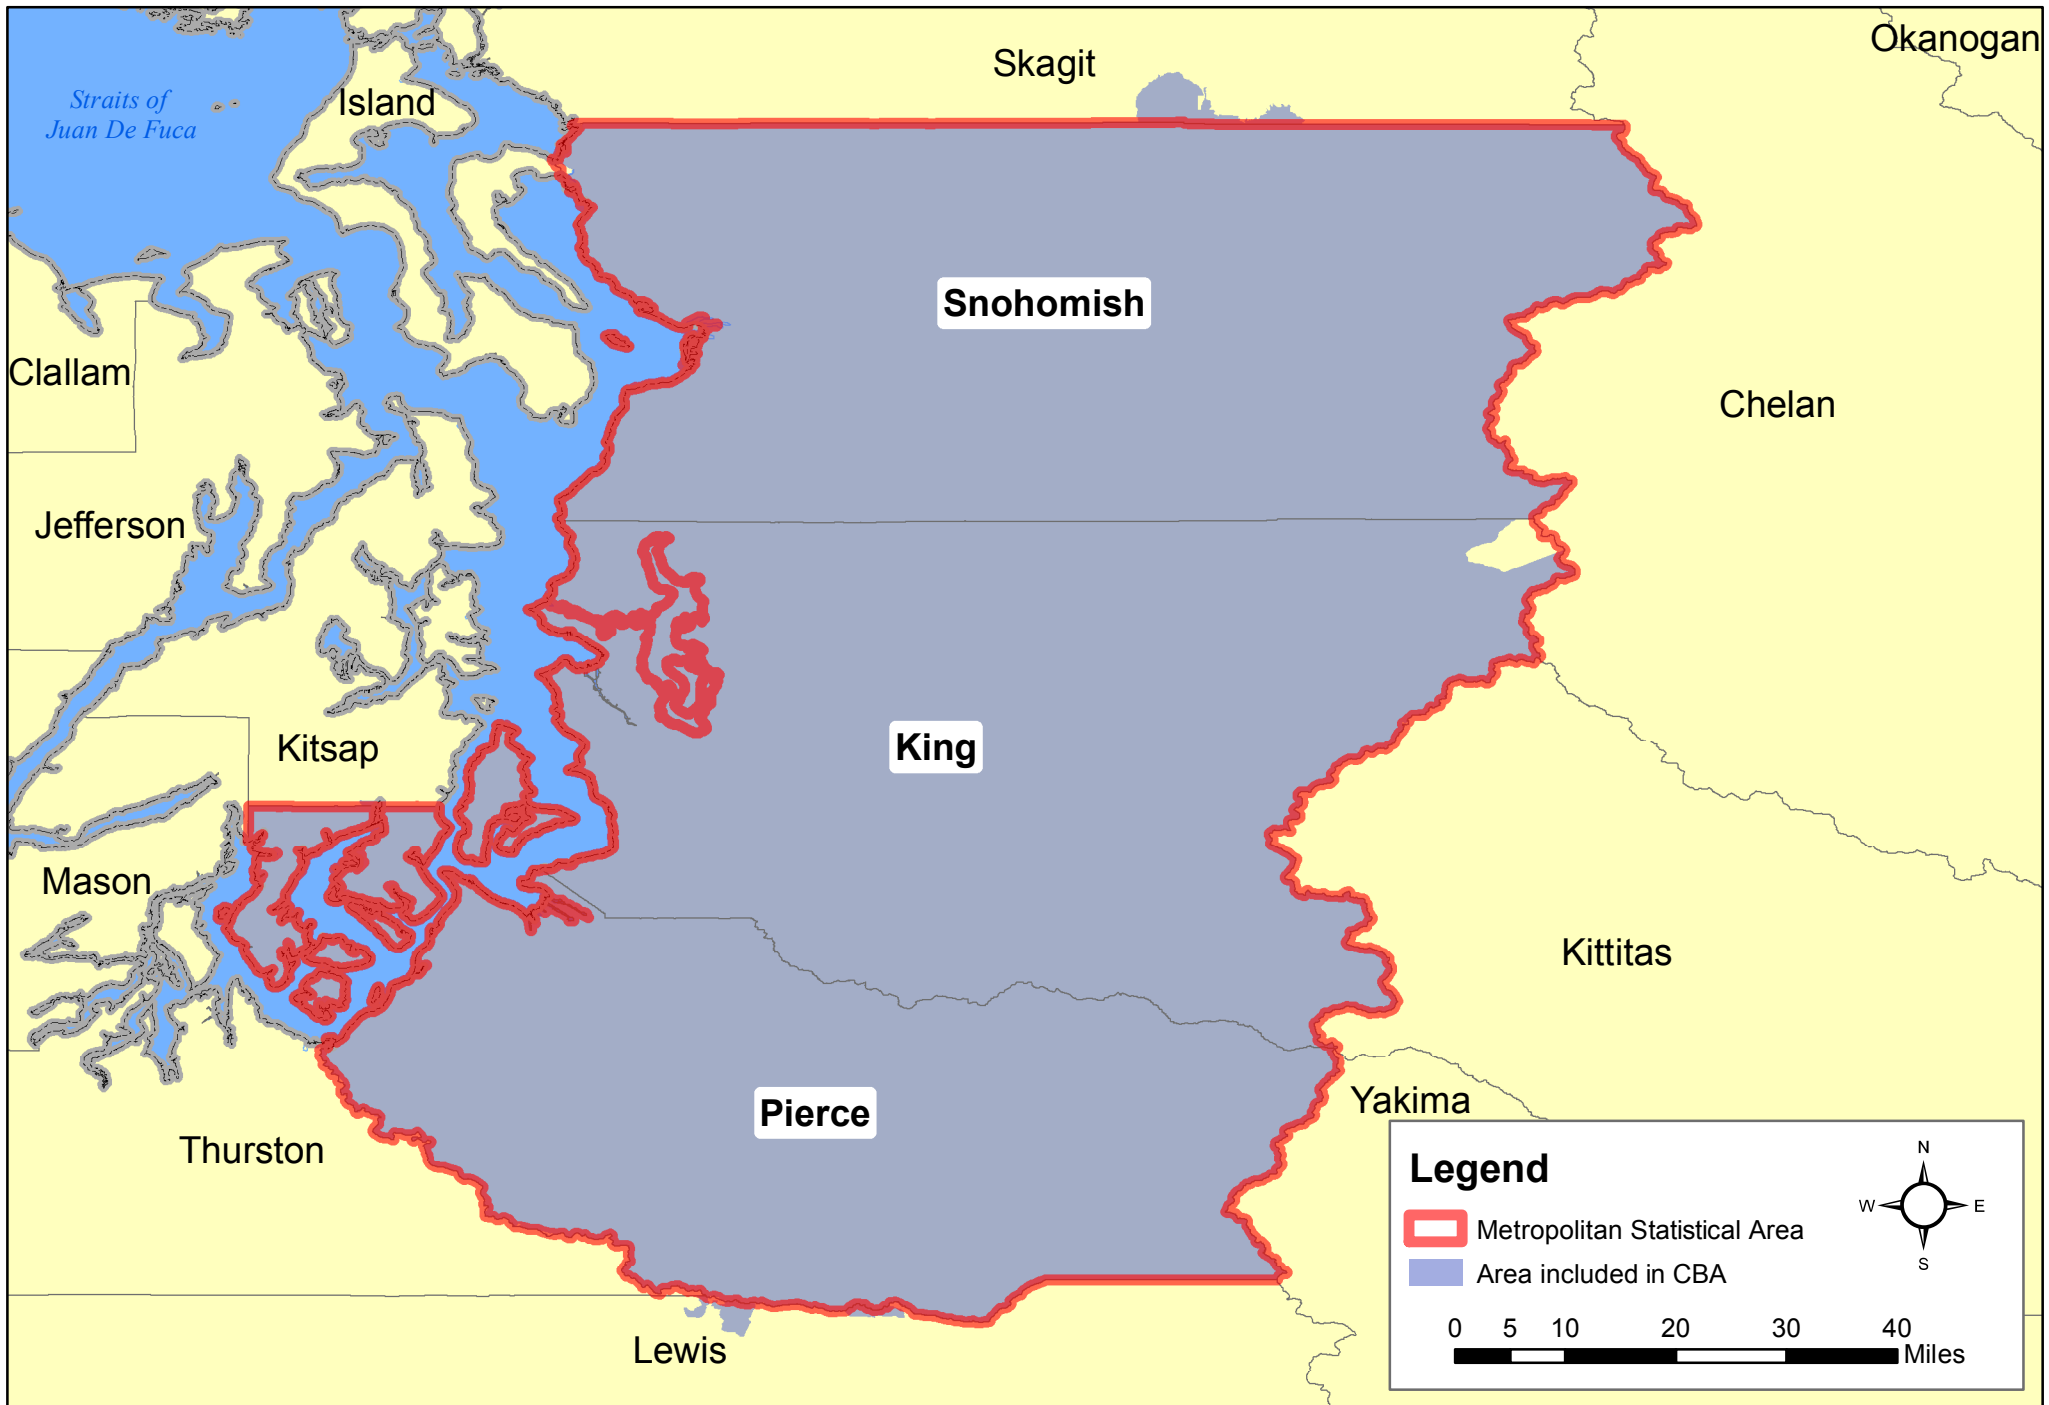 Okanogan
Skagit
Straits of
Juan De Fuca
Island
Snohomish
Clallam
Chelan
Jefferson
King
Kitsap
Mason
Kittitas
Yakima
Pierce
Thurston
Lewis
Legend
N
W
E
S
Metropolitan Statistical Area
Area included in CBA
0 5 10 20 30 40
Miles